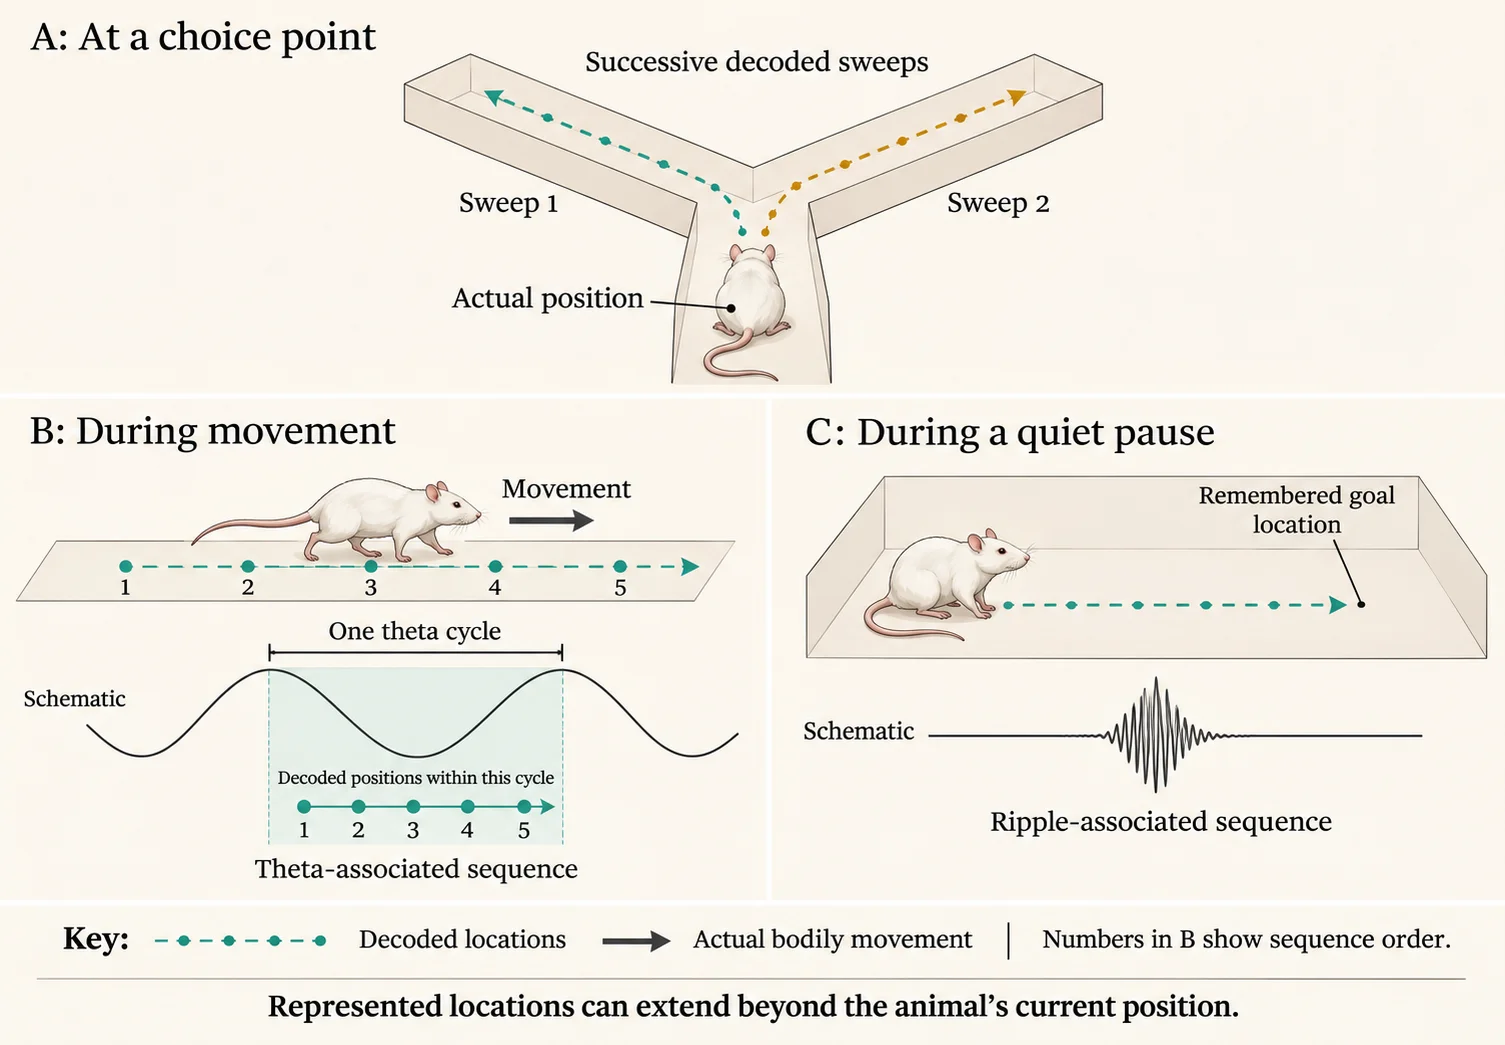 A: At a choice point
Successive decoded sweeps
Sweep 1
Sweep 2
Actual position
B: During movement
Movement
1 2 3 4 5
One theta cycle
Schematic
Decoded positions within this cycle
1 2 3 4 5
Theta-associated sequence
C: During a quiet pause
Remembered goal
location
Schematic
Ripple-associated sequence
Key: Decoded locations Actual bodily movement Numbers in B show sequence order.
Represented locations can extend beyond the animal’s current position.